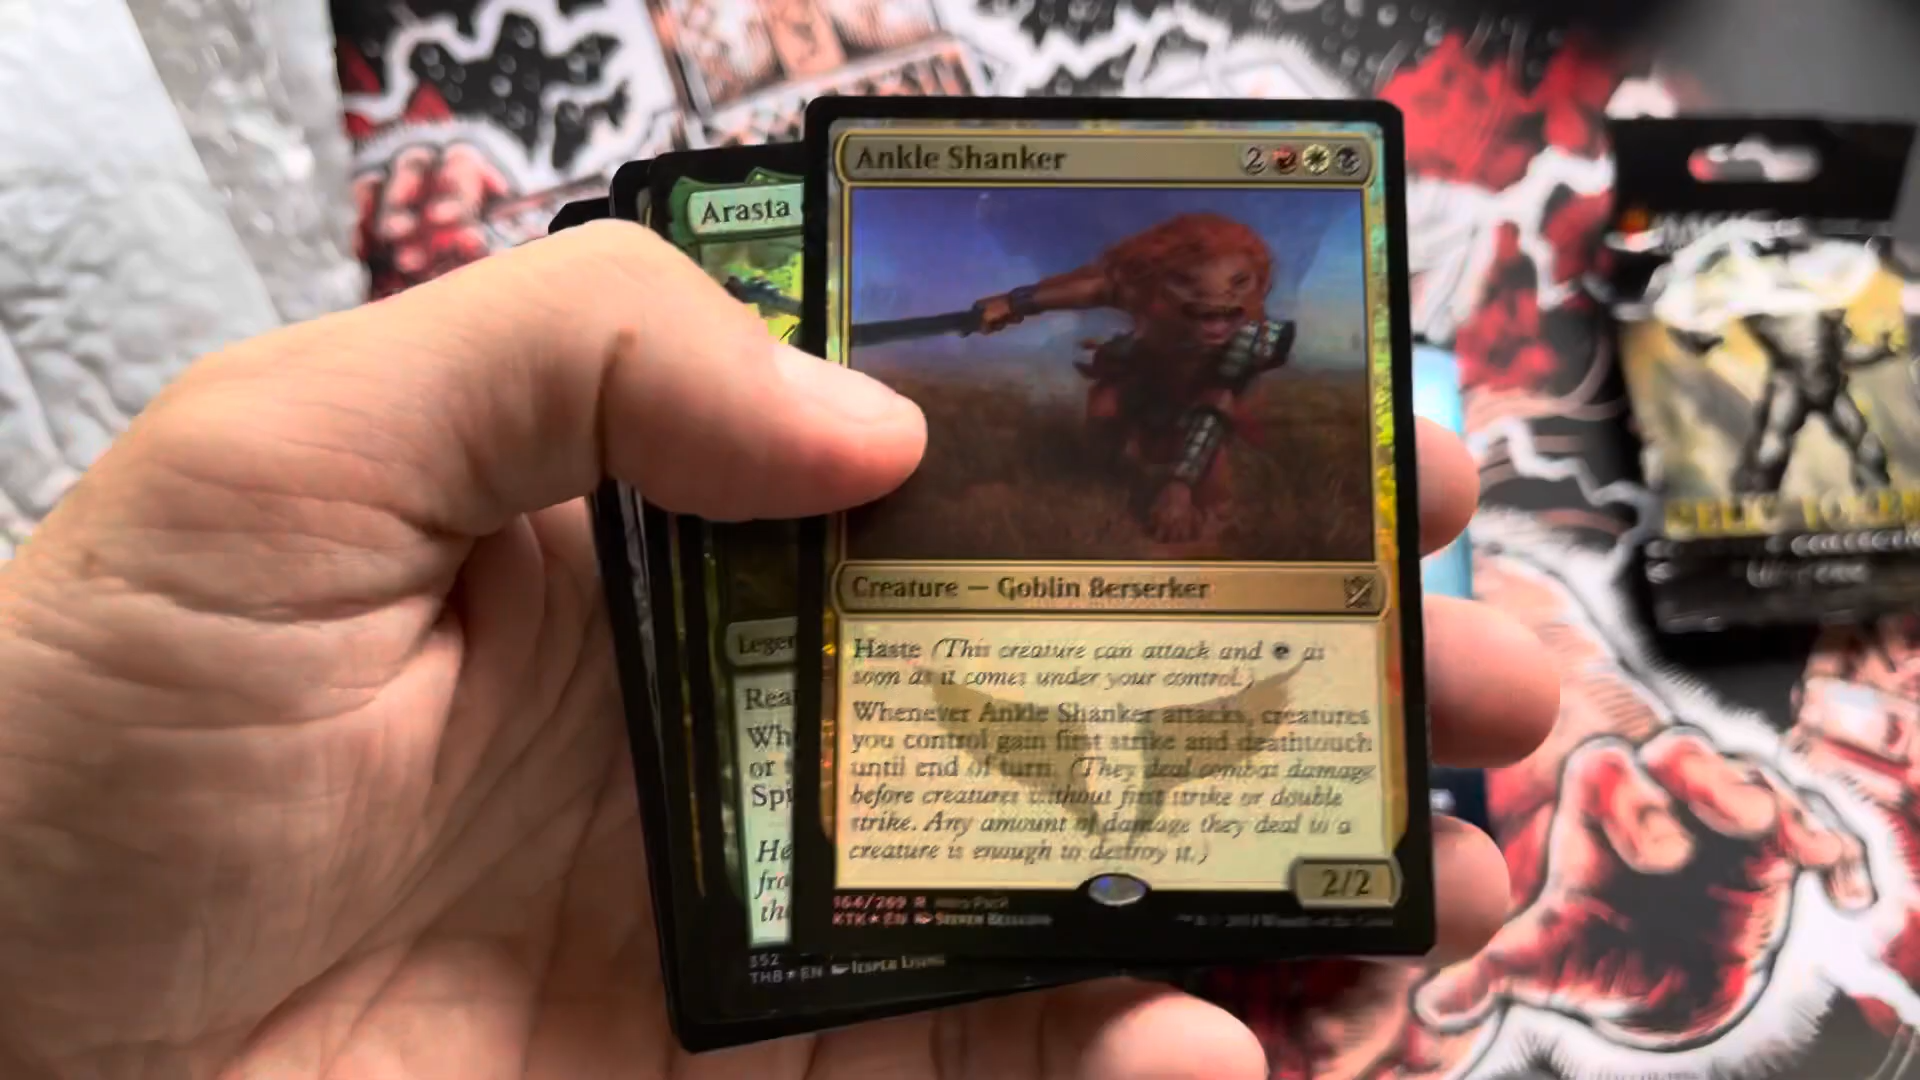 Ankle Shanker
2
Creature — Goblin Berserker
Haste (This creature can attack and as
soon as it comes under your control.)
Whenever Ankle Shanker attacks, creatures
you control gain first strike and deathtouch
until end of turn. (They deal combat damage
before creatures without first strike or double
strike. Any amount of damage they deal to a
creature is enough to destroy it.)
2/2
164/269 R
KTK★EN
Arasta
Legen
Rea
Wh
or
Spi
He
fro
the
352
THB★EN Jesper Ejsing
RELIC TOKEN